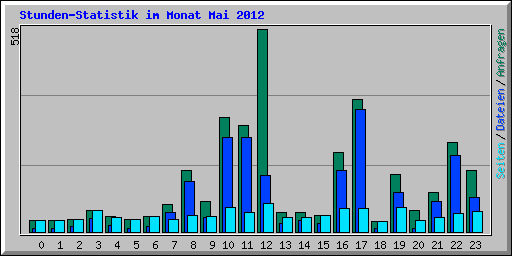 Stunden-Statistik im Monat Mai 2012
518
Seiten / Dateien / Anfragen
0 1 2 3 4 5 6 7 8 9 10 11 12 13 14 15 16 17 18 19 20 21 22 23